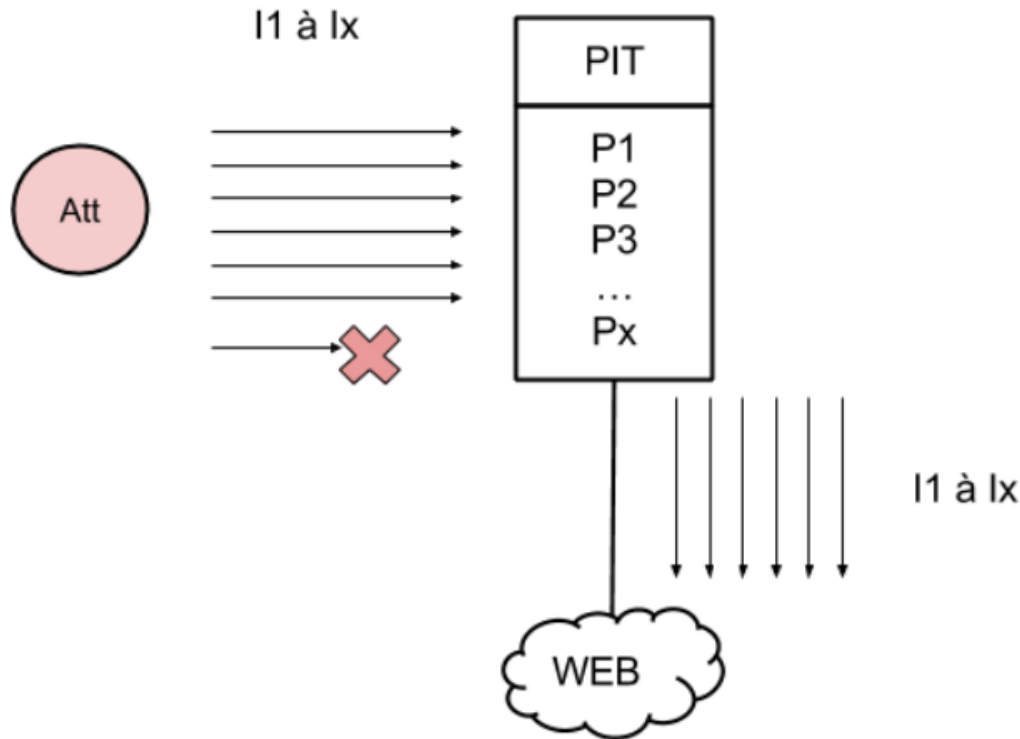 I1 à Ix
PIT
Att
P1
P2
P3
...
Px
I1 à Ix
WEB